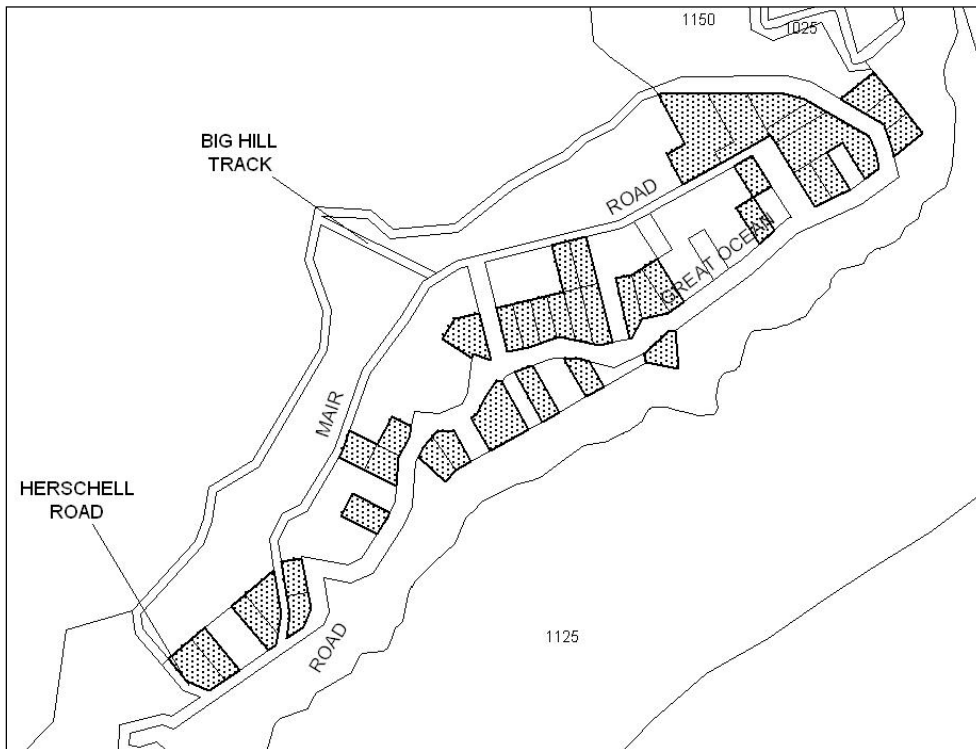 1150
1025
BIG HILL
TRACK
ROAD
GREAT OCEAN
MAIR
HERSCHELL
ROAD
ROAD
1125